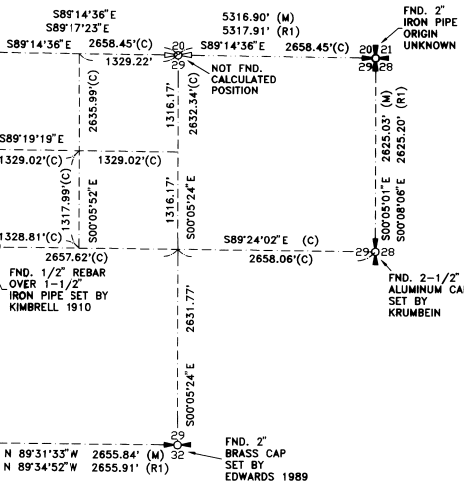 S89°14'36"E
S89°17'23"E
5316.90' (M)
5317.91' (R1)
FND. 2"
IRON PIPE
ORIGIN
UNKNOWN
S89°14'36"E 2658.45'(C)
1329.22'
20
29
S89°14'36"E 2658.45'(C)
20 21
29 28
NOT FND.
CALCULATED
POSITION
2635.99'(C)
1316.17'
2632.34'(C)
2625.03' (M)
2625.20' (R1)
S89°19'19"E
1329.02'(C)
1329.02'(C)
1317.99'(C)
S00°05'52"E
1316.17'
S00°05'24"E
S00°05'01"E
S00°08'06"E
1328.81'(C)
2657.62'(C)
S89°24'02"E (C)
2658.06'(C)
29 28
FND. 1/2" REBAR
OVER 1-1/2"
IRON PIPE SET BY
KIMBRELL 1910
FND. 2-1/2"
ALUMINUM CA
SET BY
KRUMBEIN
2631.77'
S00°05'24"E
29
32
N 89°31'33"W 2655.84' (M)
N 89°34'52"W 2655.91' (R1)
FND. 2"
BRASS CAP
SET BY
EDWARDS 1989